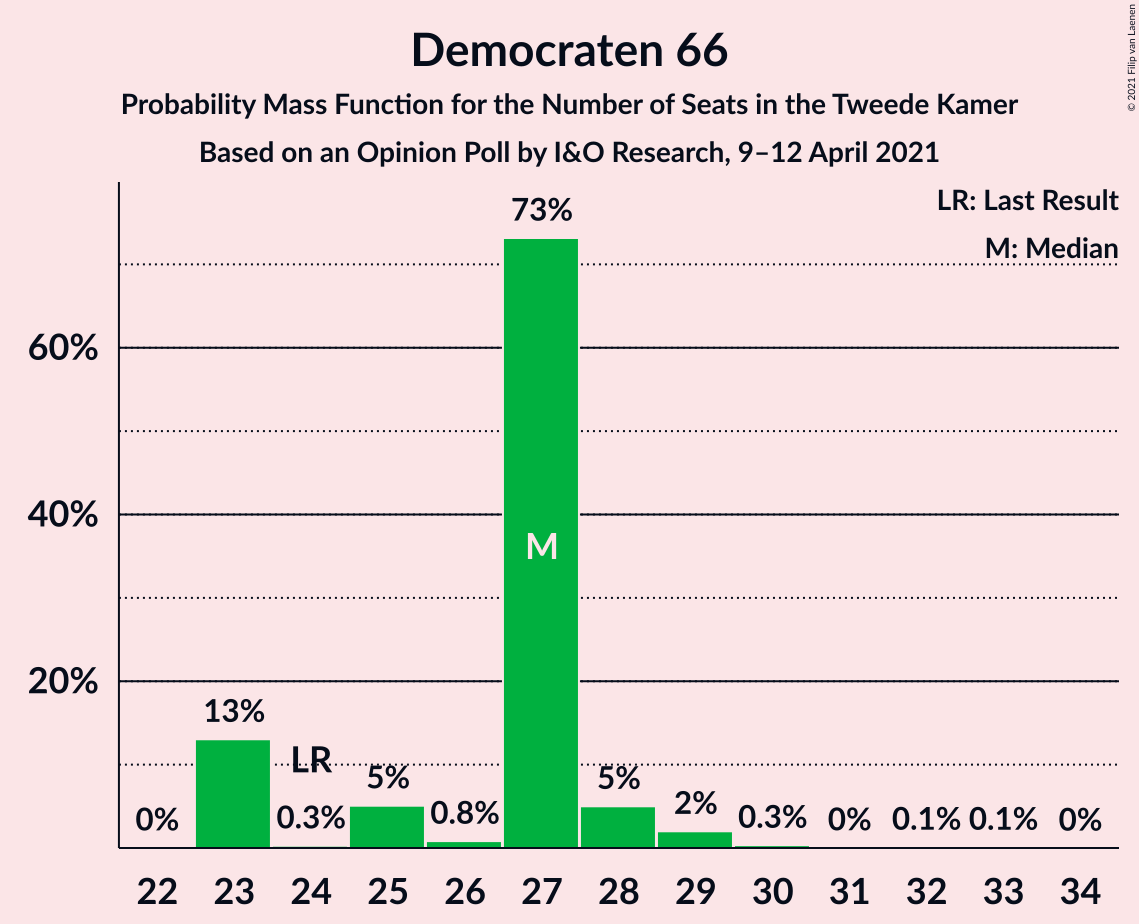 Democraten 66
Probability Mass Function for the Number of Seats in the Tweede Kamer
Based on an Opinion Poll by I&O Research, 9–12 April 2021
© 2021 Filip van Laenen
LR: Last Result
M: Median
73%
60%
M
40%
20%
13%
LR
5%
5%
2%
0%
0.3%
0.8%
0.3%
0%
0.1%
0.1%
0%
22 23 24 25 26 27 28 29 30 31 32 33 34